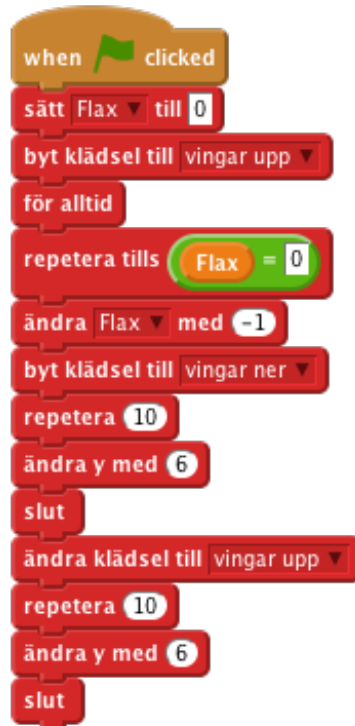 when clicked
sätt Flax till 0
byt klädsel till vingar upp
för alltid
repetera tills Flax = 0
ändra Flax med -1
byt klädsel till vingar ner
repetera 10
ändra y med 6
slut
ändra klädsel till vingar upp
repetera 10
ändra y med 6
slut